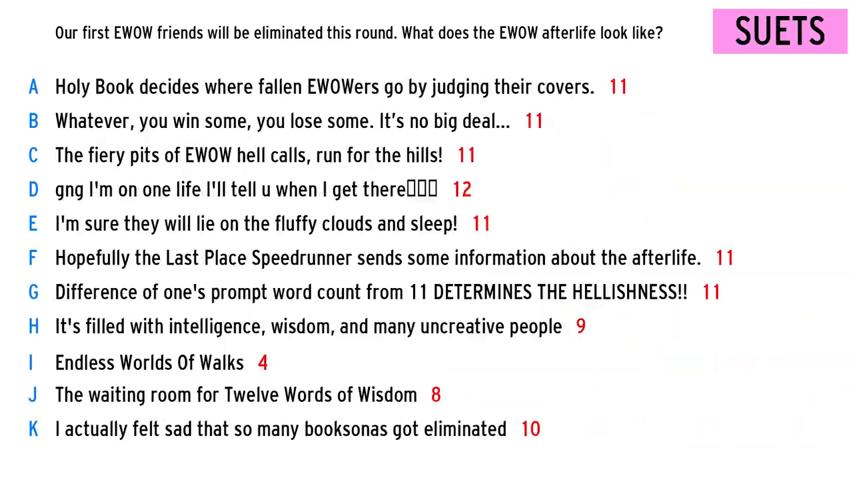 Our first EWOW friends will be eliminated this round. What does the EWOW afterlife look like?
SUETS
A Holy Book decides where fallen EWOWers go by judging their covers. 11
B Whatever, you win some, you lose some. It’s no big deal... 11
C The fiery pits of EWOW hell calls, run for the hills! 11
D gng I'm on one life I'll tell u when I get there▯▯▯ 12
E I'm sure they will lie on the fluffy clouds and sleep! 11
F Hopefully the Last Place Speedrunner sends some information about the afterlife. 11
G Difference of one's prompt word count from 11 DETERMINES THE HELLISHNESS!! 11
H It's filled with intelligence, wisdom, and many uncreative people 9
I Endless Worlds Of Walks 4
J The waiting room for Twelve Words of Wisdom 8
K I actually felt sad that so many booksonas got eliminated 10